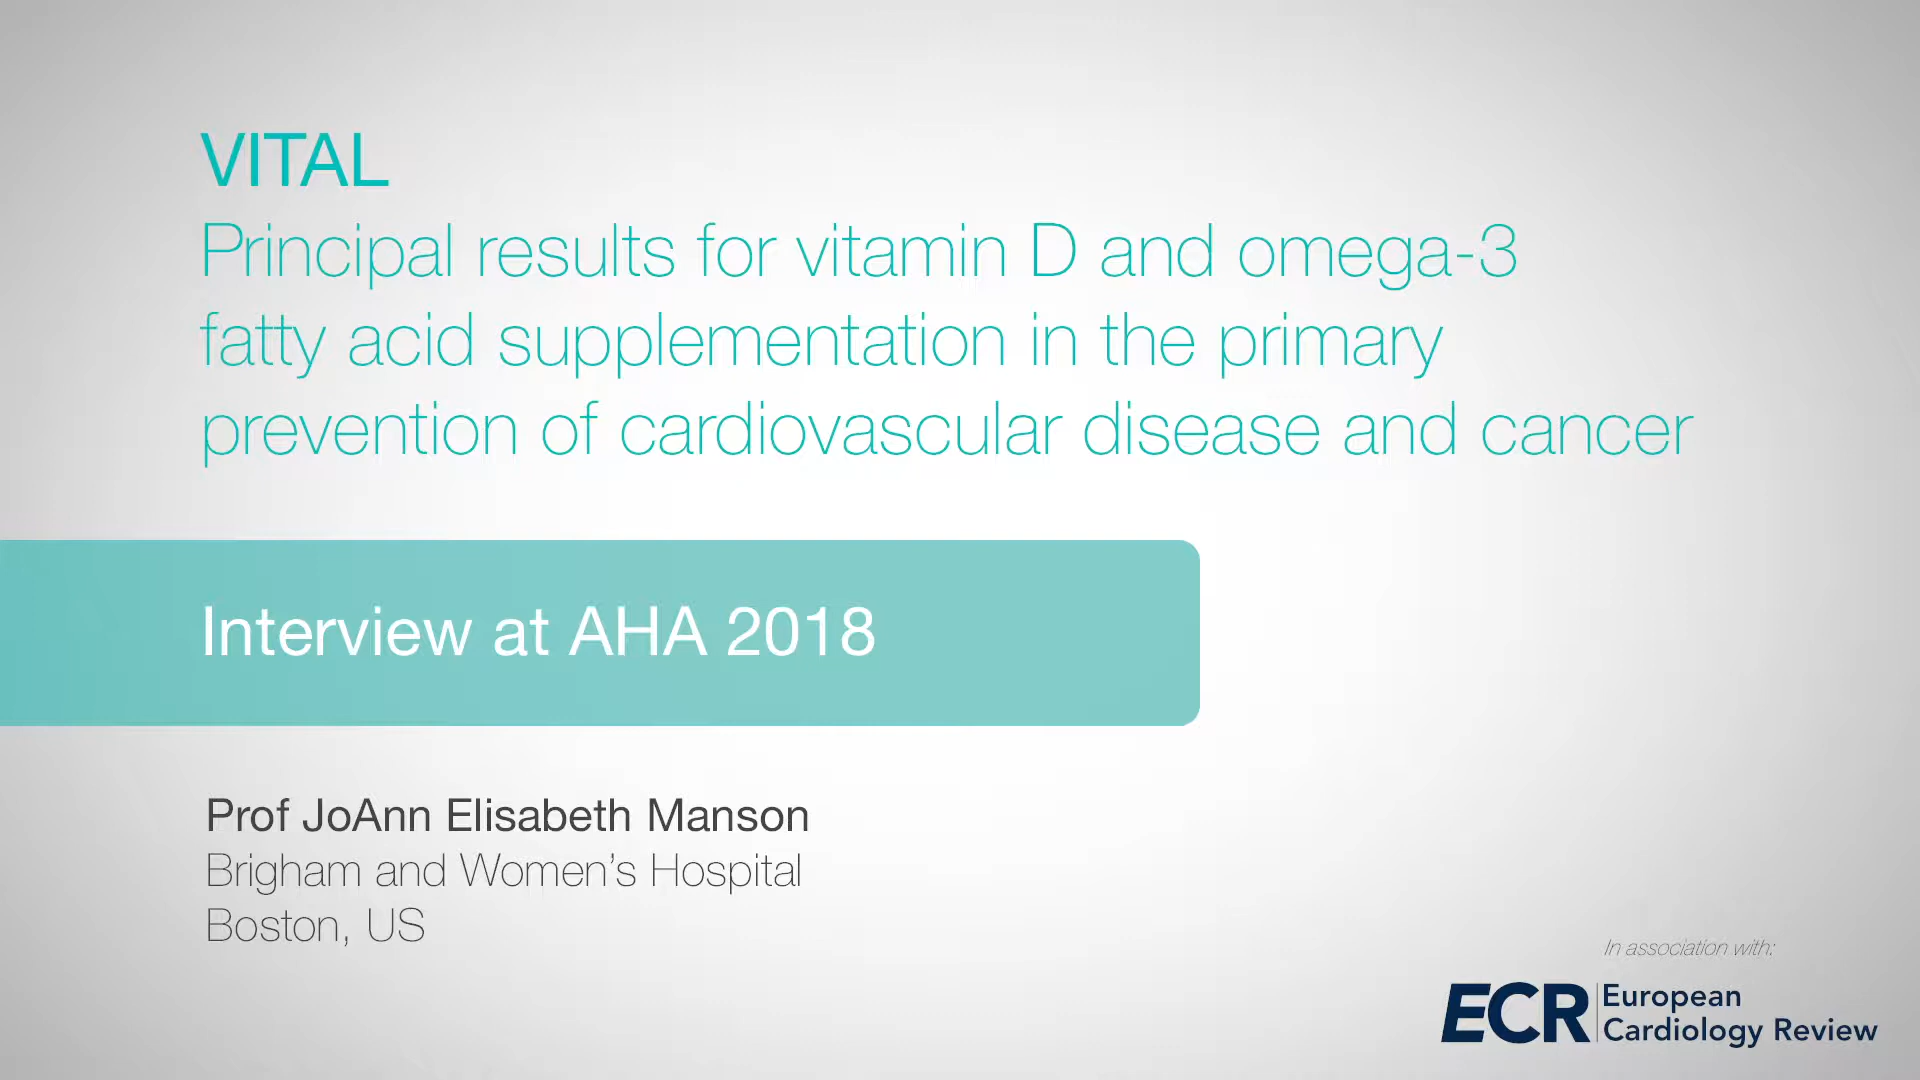 VITAL
Principal results for vitamin D and omega-3
fatty acid supplementation in the primary
prevention of cardiovascular disease and cancer
Interview at AHA 2018
Prof JoAnn Elisabeth Manson
Brigham and Women’s Hospital
Boston, US
In association with:
ECR European
Cardiology Review